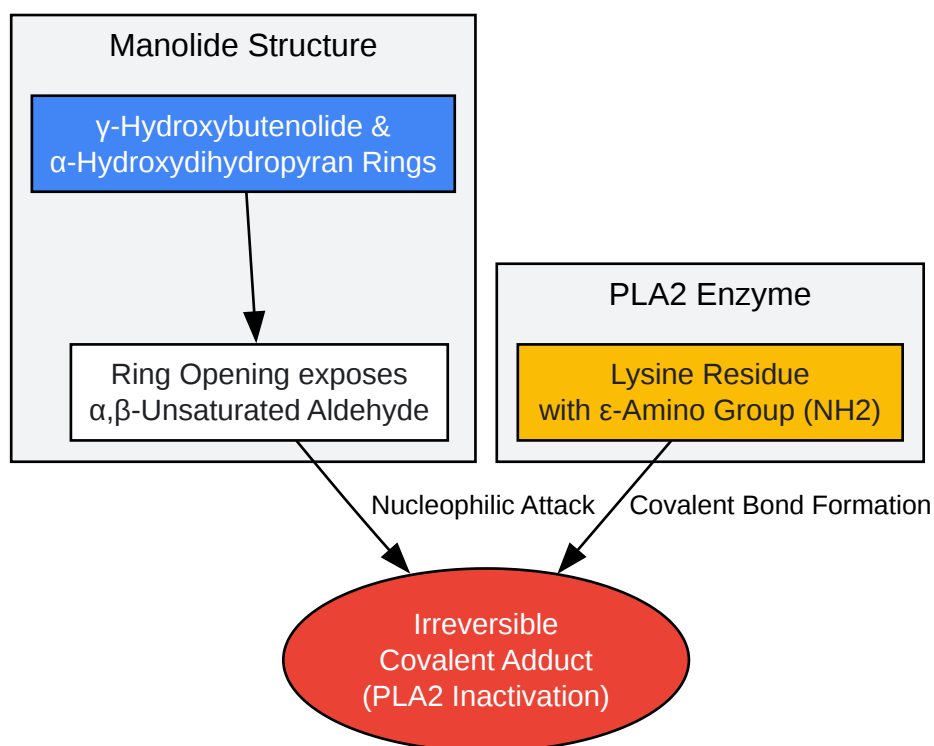 Manolide Structure
γ-Hydroxybutenolide &
α-Hydroxydihydropyran Rings
Ring Opening exposes
α,β-Unsaturated Aldehyde
PLA2 Enzyme
Lysine Residue
with ε-Amino Group (NH2)
Nucleophilic Attack
Covalent Bond Formation
Irreversible
Covalent Adduct
(PLA2 Inactivation)